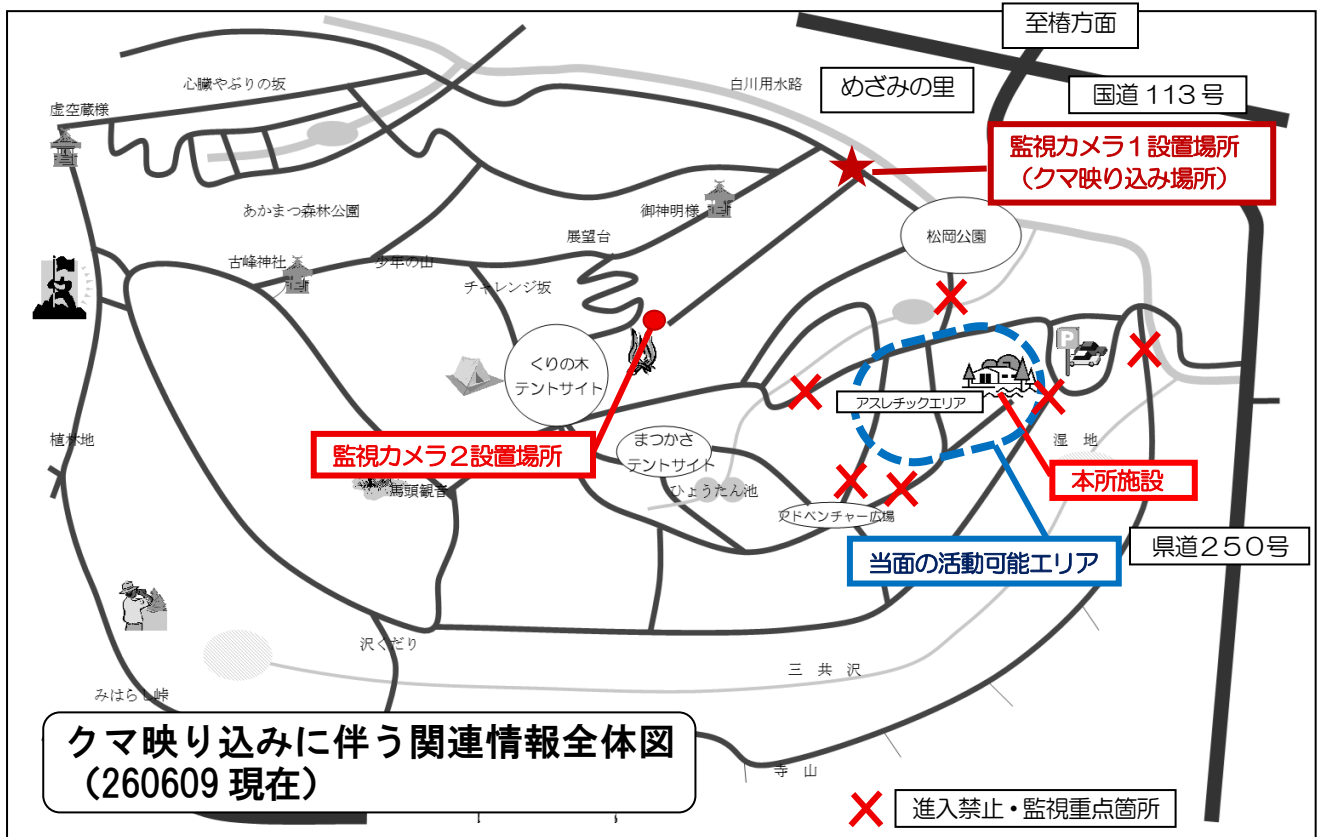 至椿方面
心臓やぶりの坂
白川用水路
めざみの里
国道113号
虚空蔵様
監視カメラ1設置場所
(クマ映り込み場所)
あかまつ森林公園
御神明様
松岡公園
展望台
古峰神社
少年の山
チャレンジ坂
P
くりの木
テントサイト
アスレチックエリア
植林地
監視カメラ2設置場所
まつかさ
テントサイト
湿 地
本所施設
馬頭観音
ひょうたん池
アドベンチャー広場
県道250号
当面の活動可能エリア
沢くだり
三 共 沢
みはらし峠
クマ映り込みに伴う関連情報全体図
(260609 現在)
寺 山
進入禁止・監視重点箇所